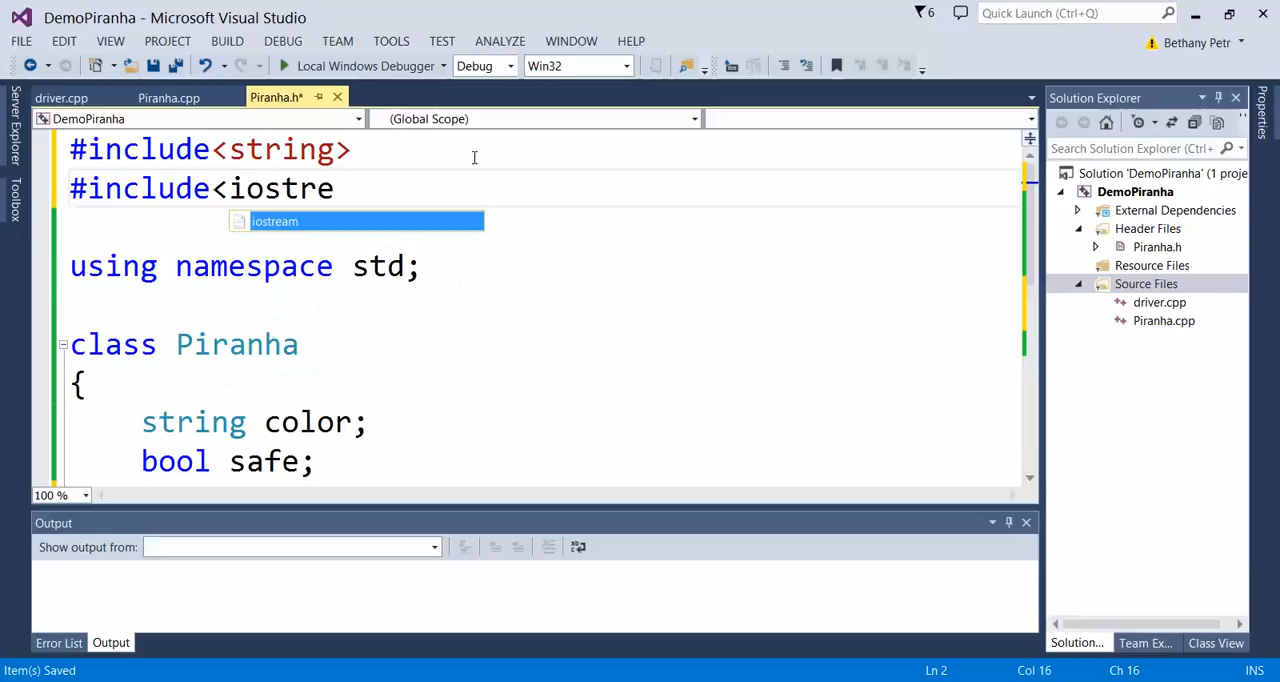 DemoPiranha - Microsoft Visual Studio
6
Quick Launch (Ctrl+Q)
FILE EDIT VIEW PROJECT BUILD DEBUG TEAM TOOLS TEST ANALYZE WINDOW HELP
Bethany Petr
Local Windows Debugger Debug Win32
Server Explorer
Toolbox
driver.cpp Piranha.cpp Piranha.h*
DemoPiranha (Global Scope)
#include<string>
#include<iostre
iostream
using namespace std;
class Piranha
{
string color;
bool safe;
100 %
Output
Show output from:
Error List Output
Solution Explorer
Search Solution Explorer (Ctrl+
Solution 'DemoPiranha' (1 proje
DemoPiranha
External Dependencies
Header Files
Piranha.h
Resource Files
Source Files
driver.cpp
Piranha.cpp
Solution... Team Ex... Class View
Properties
Item(s) Saved Ln 2 Col 16 Ch 16 INS